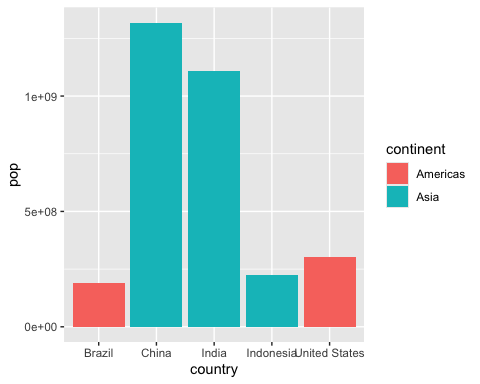 pop
1e+09
5e+08
0e+00
Brazil
China
India
Indonesia
United States
country
continent
Americas
Asia